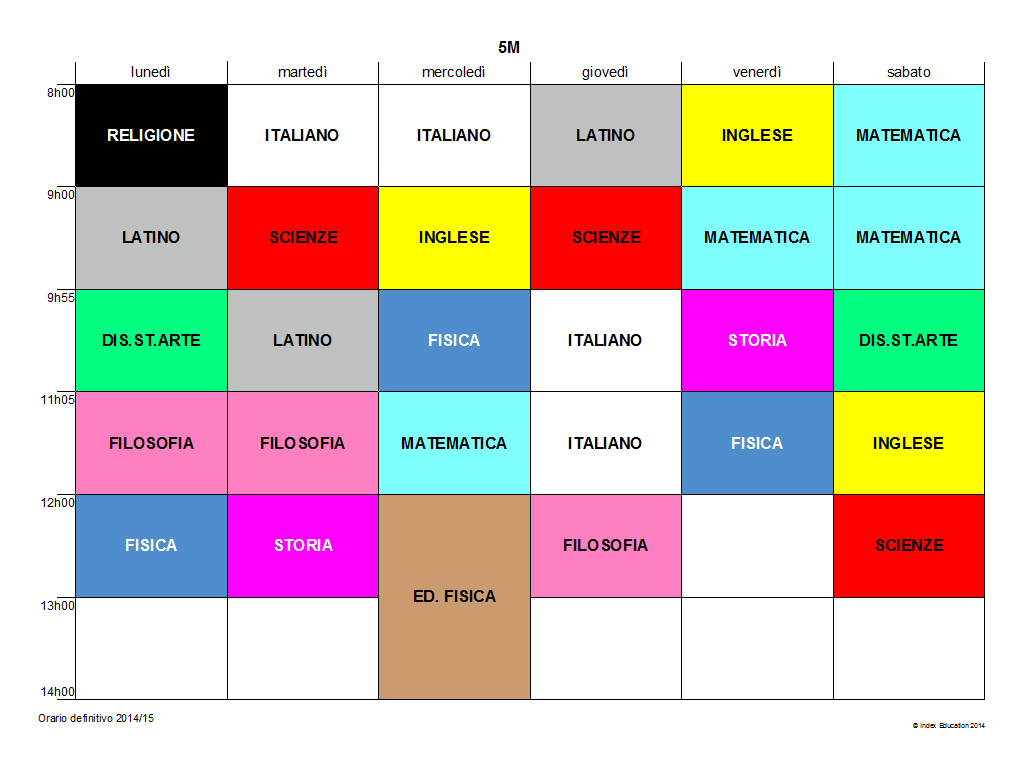 5M
lunedì martedì mercoledì giovedì venerdì sabato
8h00
RELIGIONE ITALIANO ITALIANO LATINO INGLESE MATEMATICA
9h00
LATINO SCIENZE INGLESE SCIENZE MATEMATICA MATEMATICA
9h55
DIS.ST.ARTE LATINO FISICA ITALIANO STORIA DIS.ST.ARTE
11h05
FILOSOFIA FILOSOFIA MATEMATICA ITALIANO FISICA INGLESE
12h00
FISICA STORIA FILOSOFIA SCIENZE
ED. FISICA
13h00
14h00
Orario definitivo 2014/15
© Index Education 2014